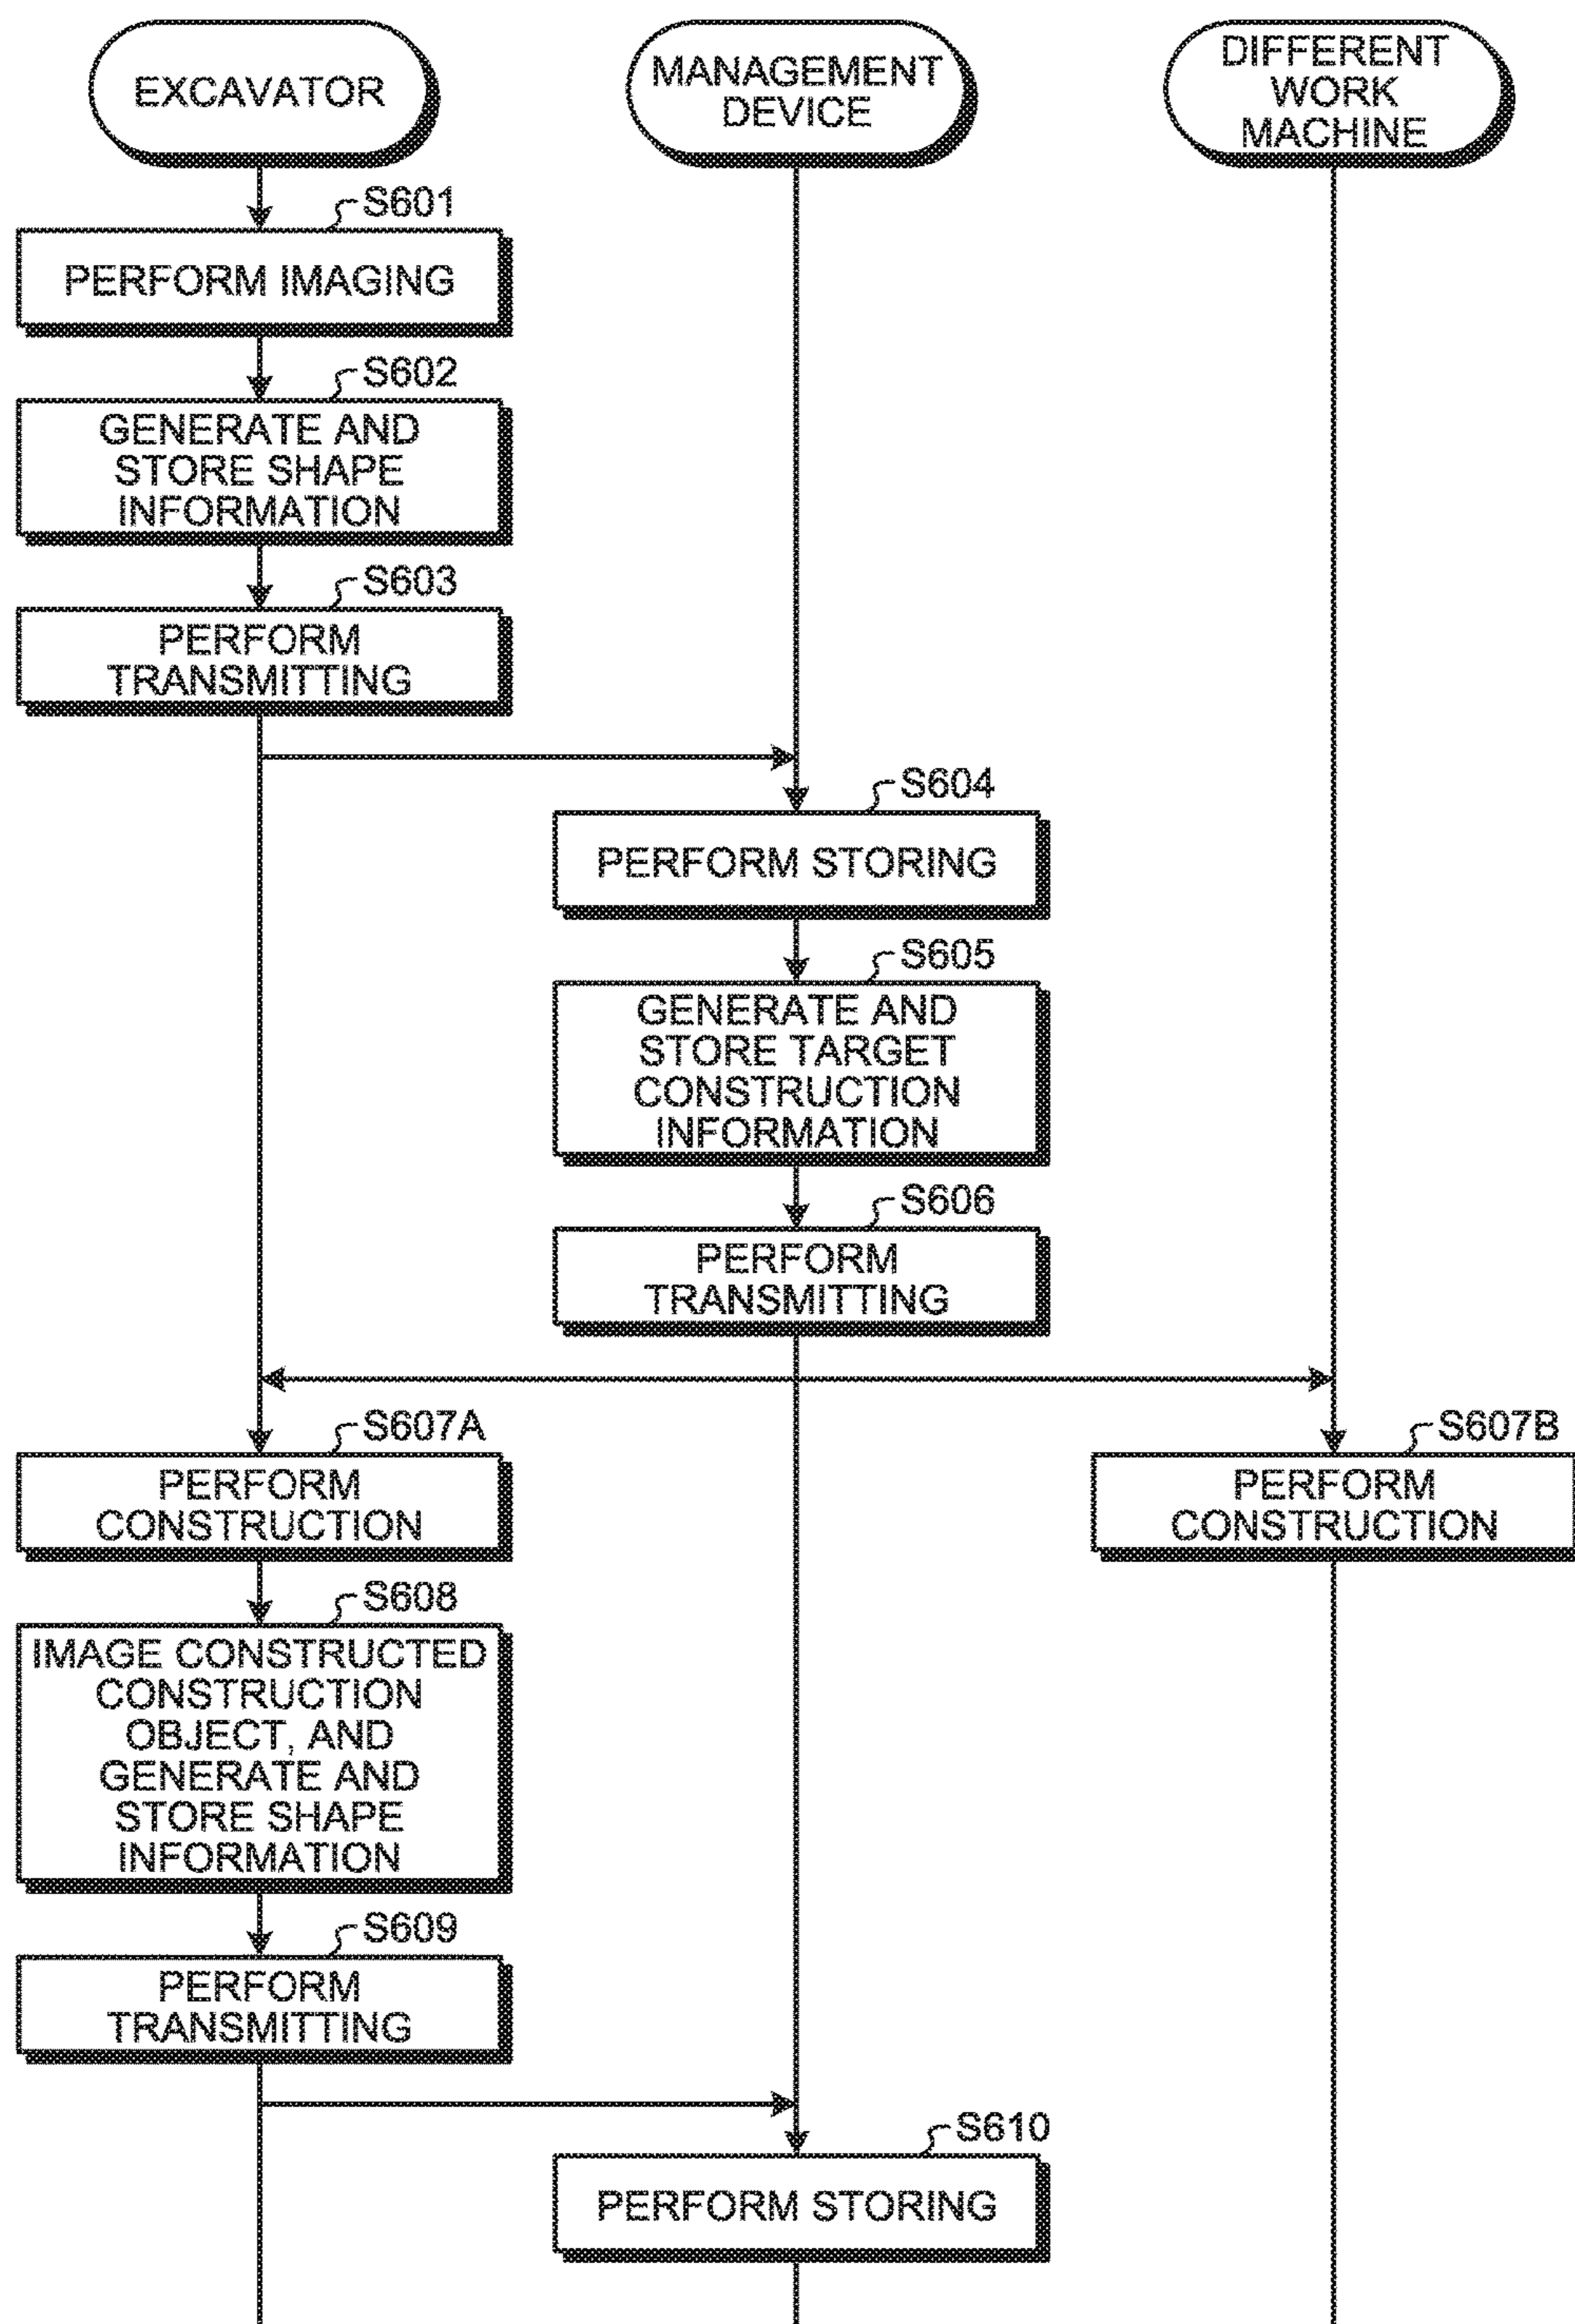 EXCAVATOR
MANAGEMENT
DEVICE
DIFFERENT
WORK
MACHINE
S601
PERFORM IMAGING
S602
GENERATE AND
STORE SHAPE
INFORMATION
S603
PERFORM
TRANSMITTING
S604
PERFORM STORING
S605
GENERATE AND
STORE TARGET
CONSTRUCTION
INFORMATION
S606
PERFORM
TRANSMITTING
S607A
PERFORM
CONSTRUCTION
S607B
PERFORM
CONSTRUCTION
S608
IMAGE CONSTRUCTED
CONSTRUCTION
OBJECT, AND
GENERATE AND
STORE SHAPE
INFORMATION
S609
PERFORM
TRANSMITTING
S610
PERFORM STORING